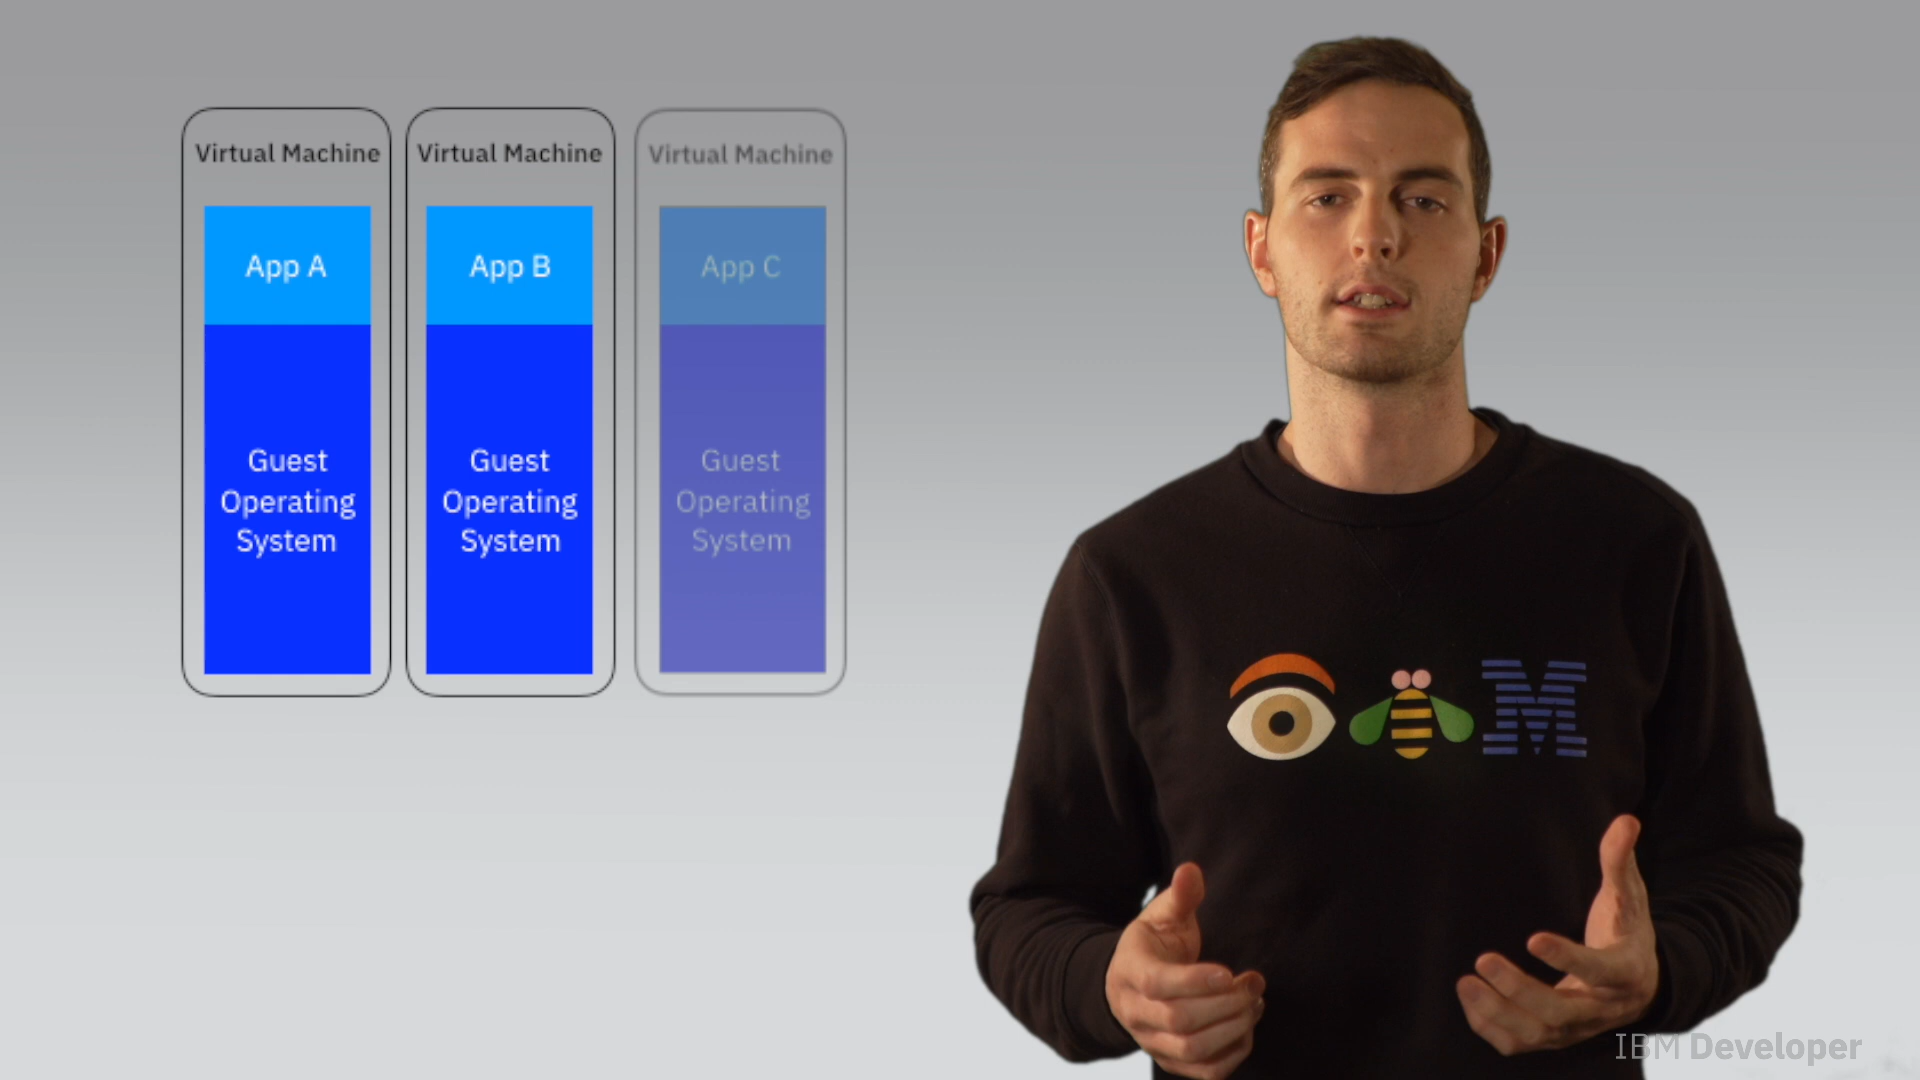 Virtual Machine
App A
Guest
Operating
System
Virtual Machine
App B
Guest
Operating
System
Virtual Machine
App C
Guest
Operating
System
M
IBM Developer